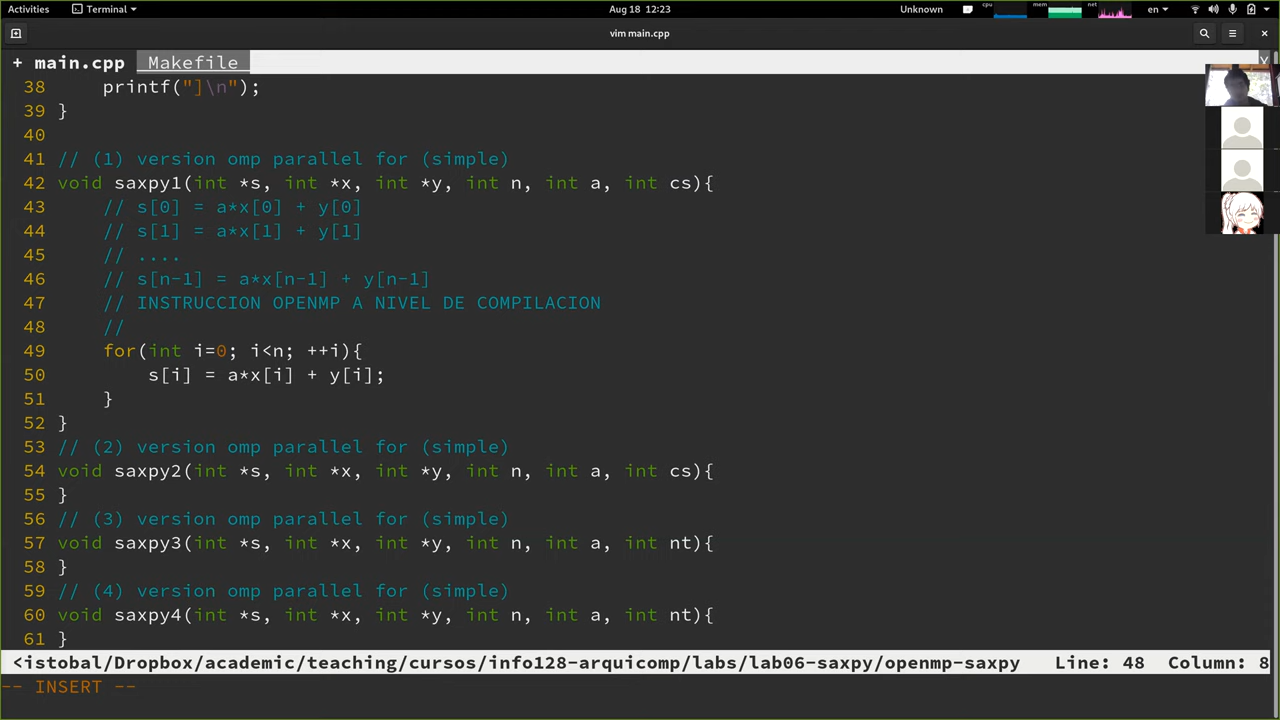 Activities Terminal Aug 18 12:23 Unknown cpu mem net en
vim main.cpp
+ main.cpp Makefile
38 printf("]\n");
39 }
40
41 // (1) version omp parallel for (simple)
42 void saxpy1(int *s, int *x, int *y, int n, int a, int cs){
43 // s[0] = a*x[0] + y[0]
44 // s[1] = a*x[1] + y[1]
45 // ....
46 // s[n-1] = a*x[n-1] + y[n-1]
47 // INSTRUCCION OPENMP A NIVEL DE COMPILACION
48 //
49 for(int i=0; i<n; ++i){
50 s[i] = a*x[i] + y[i];
51 }
52 }
53 // (2) version omp parallel for (simple)
54 void saxpy2(int *s, int *x, int *y, int n, int a, int cs){
55 }
56 // (3) version omp parallel for (simple)
57 void saxpy3(int *s, int *x, int *y, int n, int a, int nt){
58 }
59 // (4) version omp parallel for (simple)
60 void saxpy4(int *s, int *x, int *y, int n, int a, int nt){
61 }
<istobal/Dropbox/academic/teaching/cursos/info128-arquicomp/labs/lab06-saxpy/openmp-saxpy Line: 48 Column: 8
-- INSERT --